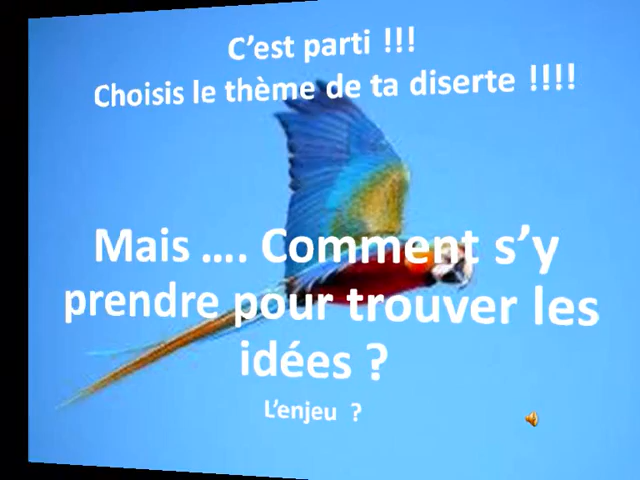 C’est parti !!!
Choisis le thème de ta diserte !!!!
Mais .... Comment s’y
prendre pour trouver les
idées ?
L’enjeu ?